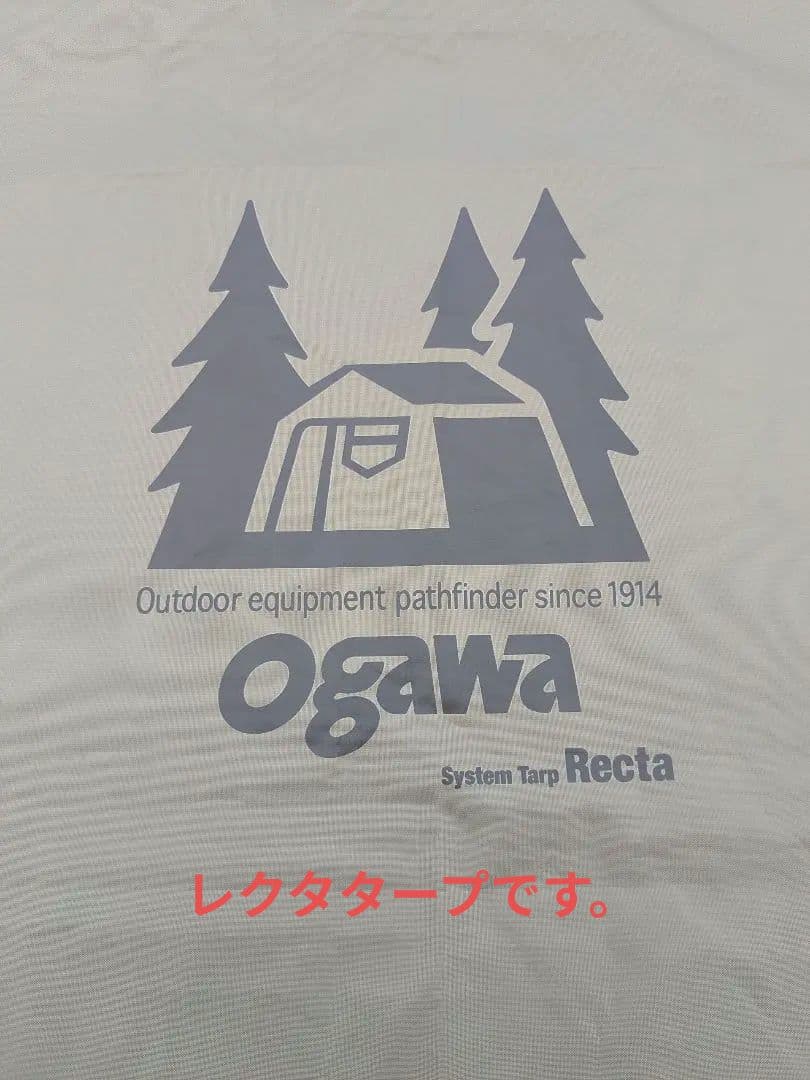 Outdoor equipment pathfinder since 1914
ogawa
System Tarp Recta
レクタタープです。